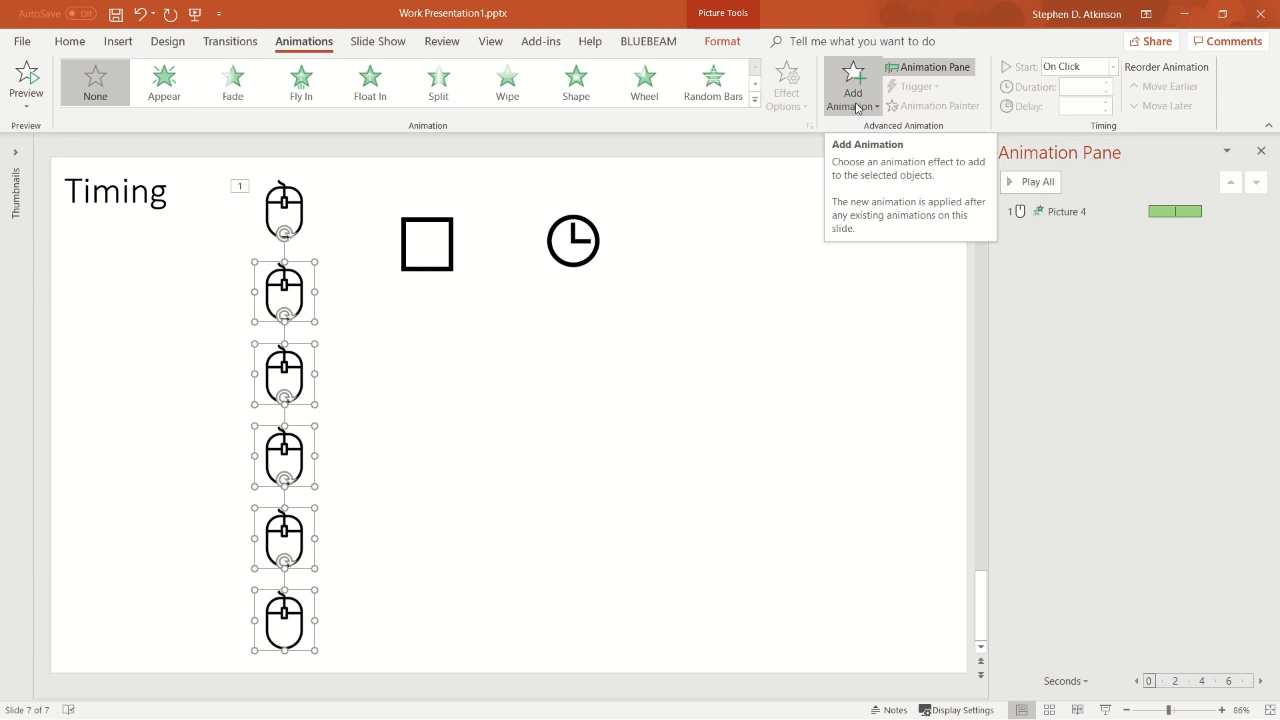 AutoSave Off
Work Presentation1.pptx
Picture Tools
Stephen D. Atkinson
File Home Insert Design Transitions Animations Slide Show Review View Add-ins Help BLUEBEAM Format Tell me what you want to do
Share Comments
Preview
None Appear Fade Fly In Float In Split Wipe Shape Wheel Random Bars
Effect
Options
Add
Animation
Animation Pane
Trigger
Animation Painter
Start: On Click
Duration:
Delay:
Reorder Animation
Move Earlier
Move Later
Preview Animation Advanced Animation Timing
Add Animation
Choose an animation effect to add
to the selected objects.
The new animation is applied after
any existing animations on this
slide.
Animation Pane
Play All
1 Picture 4
Thumbnails
Timing
1
Seconds 0 2 4 6
Slide 7 of 7
Notes Display Settings 86%